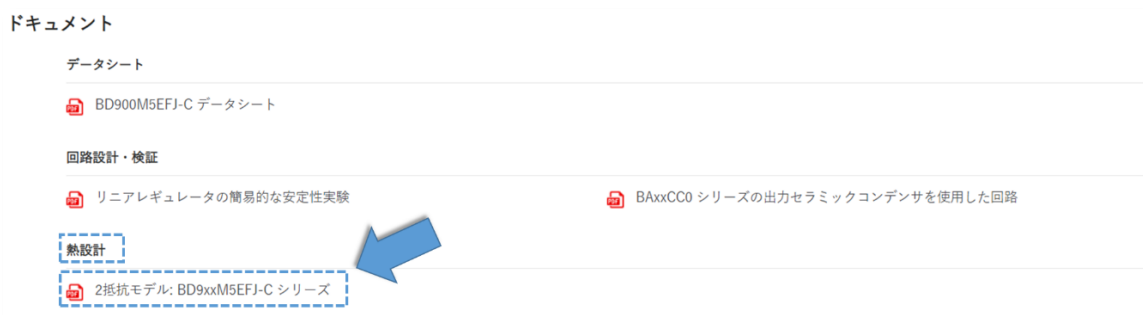 ドキュメント
データシート
BD900M5EFJ-C データシート
回路設計・検証
リニアレギュレータの簡易的な安定性実験
BAxxCC0 シリーズの出力セラミックコンデンサを使用した回路
熱設計
2抵抗モデル: BD9xxM5EFJ-C シリーズ